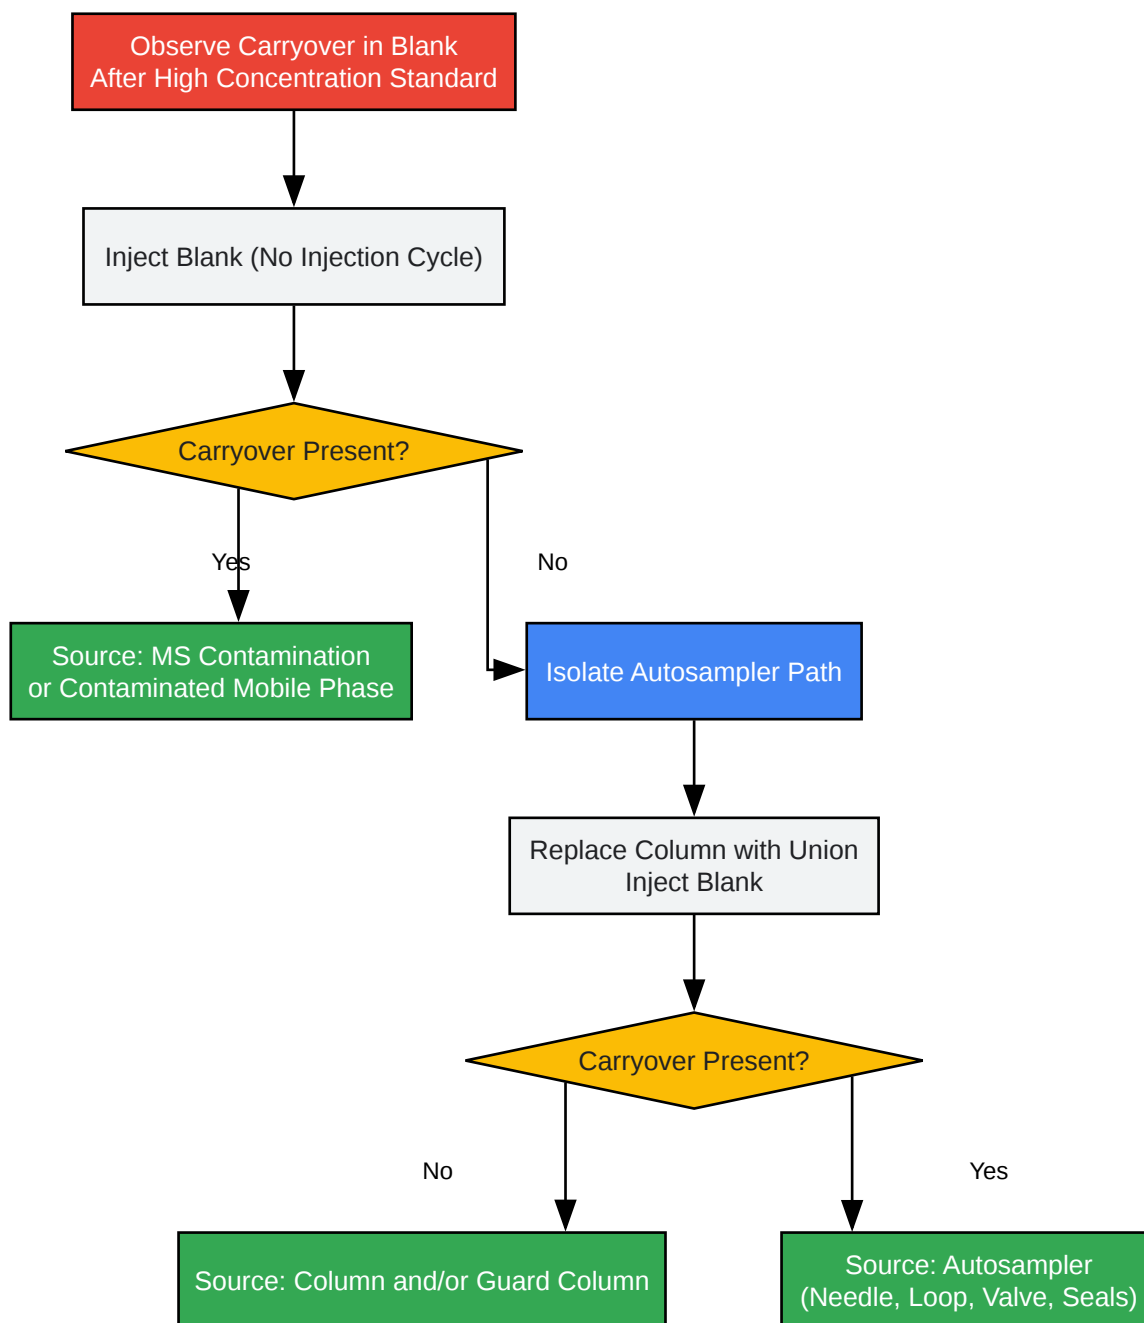 Observe Carryover in Blank
After High Concentration Standard
Inject Blank (No Injection Cycle)
Carryover Present?
Yes
No
Source: MS Contamination
or Contaminated Mobile Phase
Isolate Autosampler Path
Replace Column with Union
Inject Blank
Carryover Present?
No
Yes
Source: Column and/or Guard Column
Source: Autosampler
(Needle, Loop, Valve, Seals)